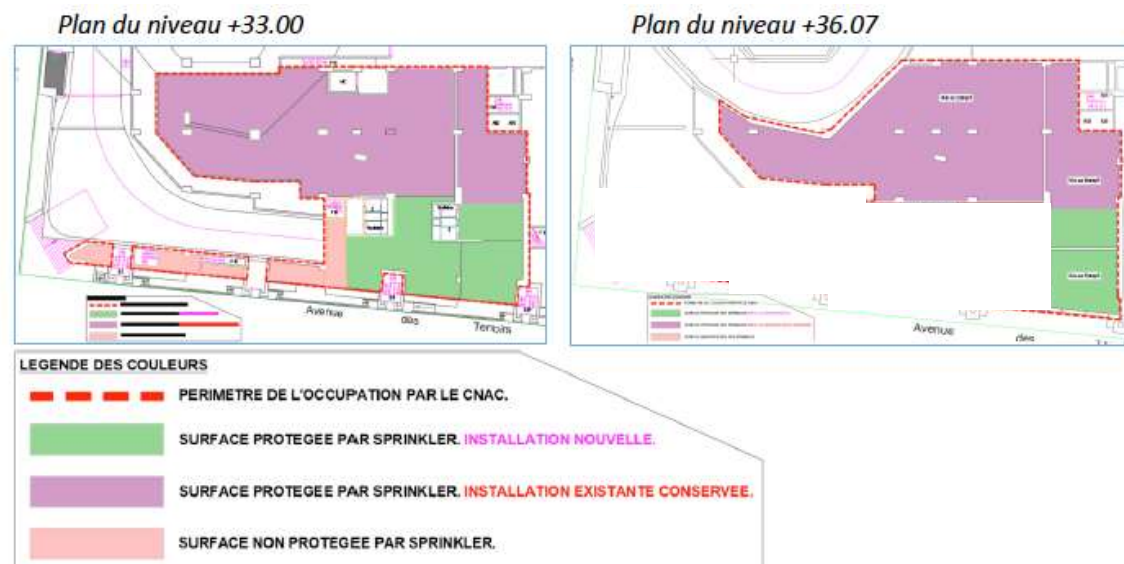 Plan du niveau +33.00
Plan du niveau +36.07
Avenue des Terroirs
Avenue des
LEGENDE DES COULEURS
PERIMETRE DE L'OCCUPATION PAR LE CNAC.
SURFACE PROTEGEE PAR SPRINKLER. INSTALLATION NOUVELLE.
SURFACE PROTEGEE PAR SPRINKLER. INSTALLATION EXISTANTE CONSERVEE.
SURFACE NON PROTEGEE PAR SPRINKLER.